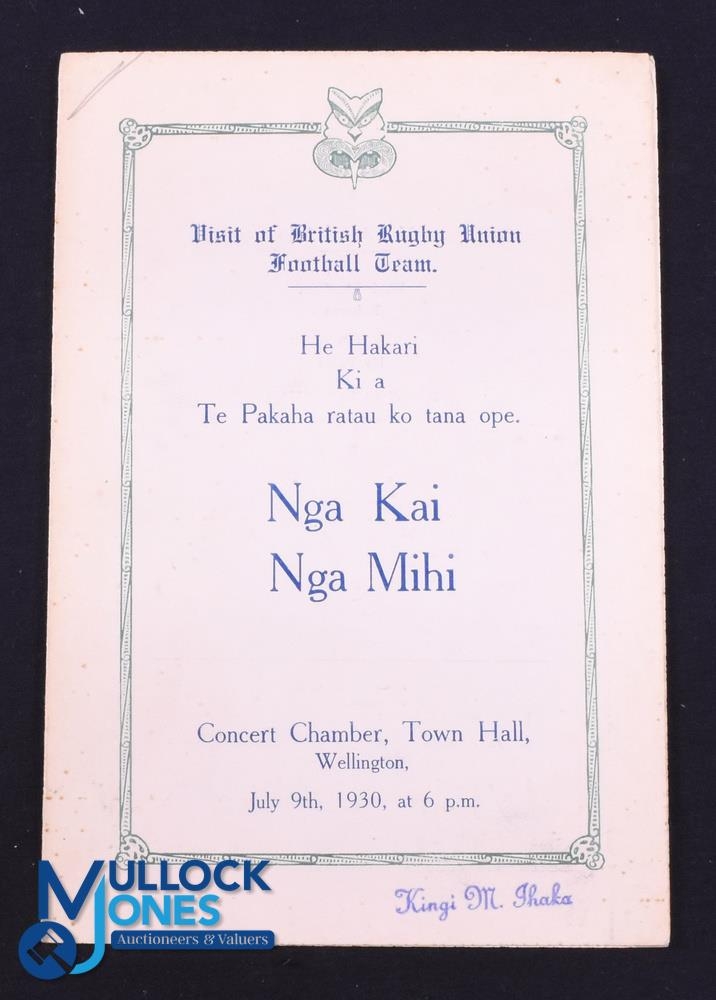 Visit of British Rugby Union
Football Team.
He Hakari
Ki a
Te Pakaha ratau ko tana ope.
Nga Kai
Nga Mihi
Concert Chamber, Town Hall,
Wellington,
July 9th, 1930, at 6 p.m.
Kingi M. Ihaka
MULLOCK
JONES
Auctioneers & Valuers